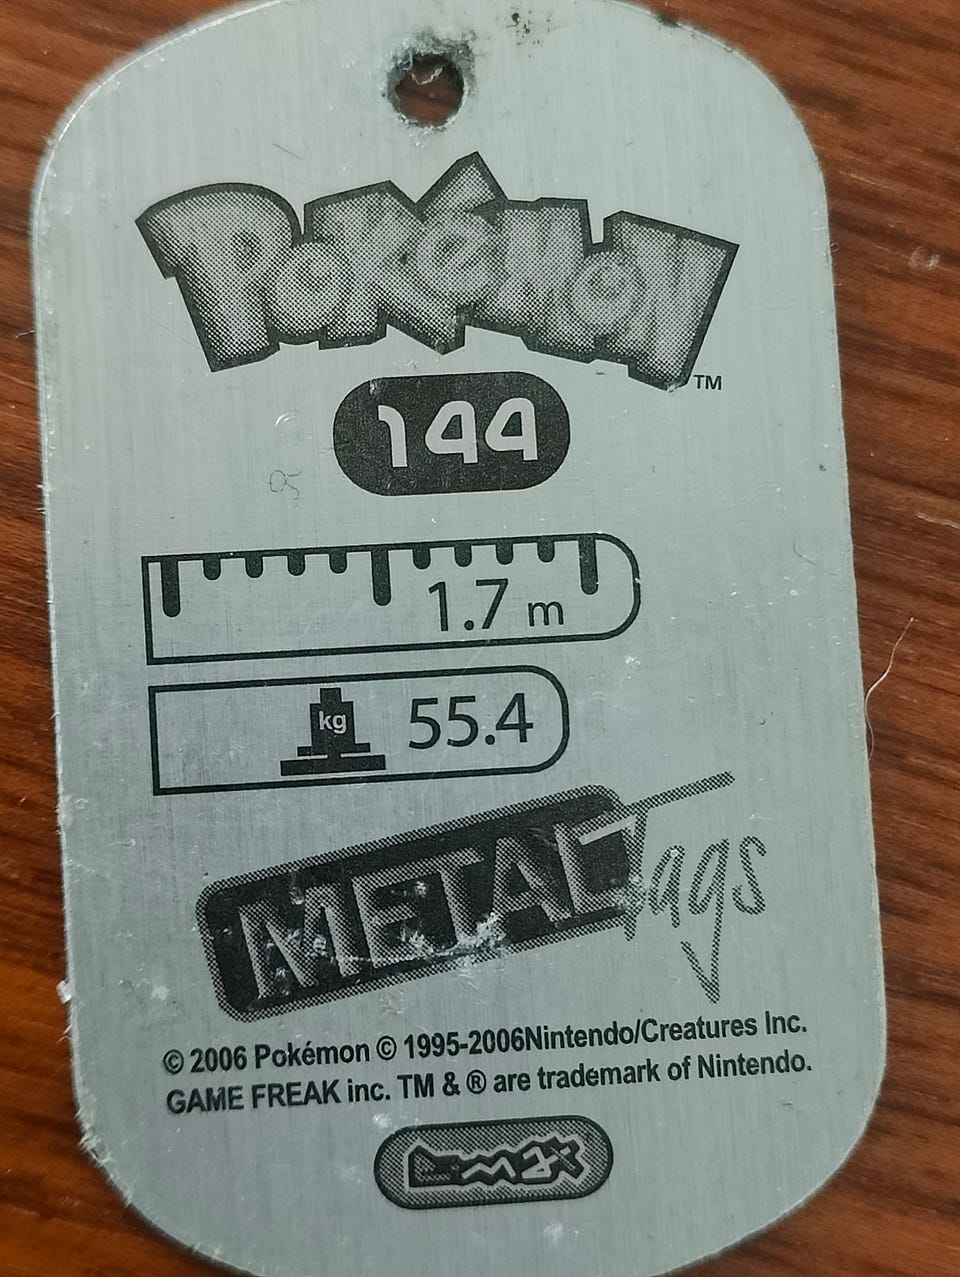 POKéMON
TM
144
1.7 m
kg 55.4
METAL Tags
© 2006 Pokémon © 1995-2006Nintendo/Creatures Inc.
GAME FREAK inc. TM & ® are trademark of Nintendo.